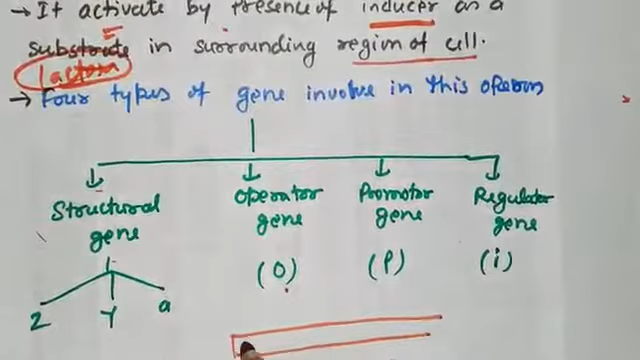 → It activate by presence of inducer as a
substrate in surrounding region of cell.
lactose
→ Four types of gene involve in this operons
Structural gene
Operator gene
Promotor gene
Regulator gene
(O)
(P)
(i)
Z
Y
a